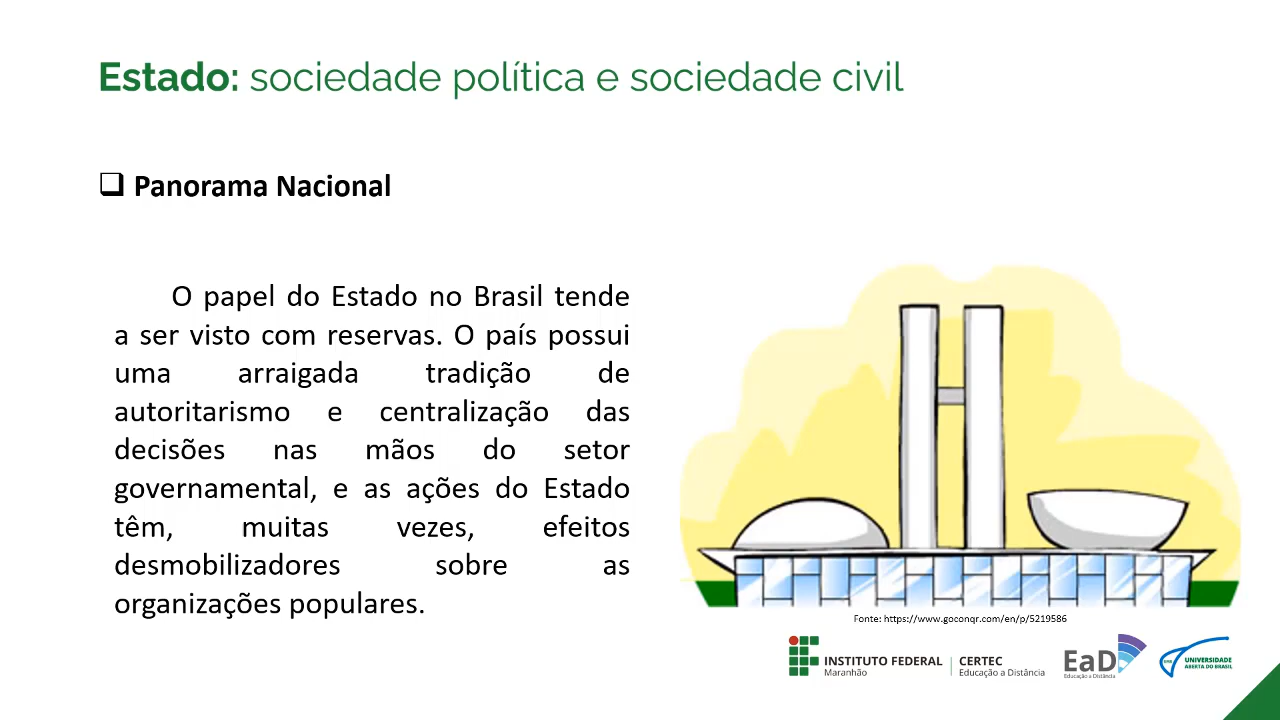 Estado: sociedade política e sociedade civil
Panorama Nacional
O papel do Estado no Brasil tende
a ser visto com reservas. O país possui
uma arraigada tradição de
autoritarismo e centralização das
decisões nas mãos do setor
governamental, e as ações do Estado
têm, muitas vezes, efeitos
desmobilizadores sobre as
organizações populares.
Fonte: https://www.goconqr.com/en/p/5219586
INSTITUTO FEDERAL
Maranhão
CERTEC
Educação a Distância
EaD
Educação a Distância
UAB
UNIVERSIDADE
ABERTA DO BRASIL